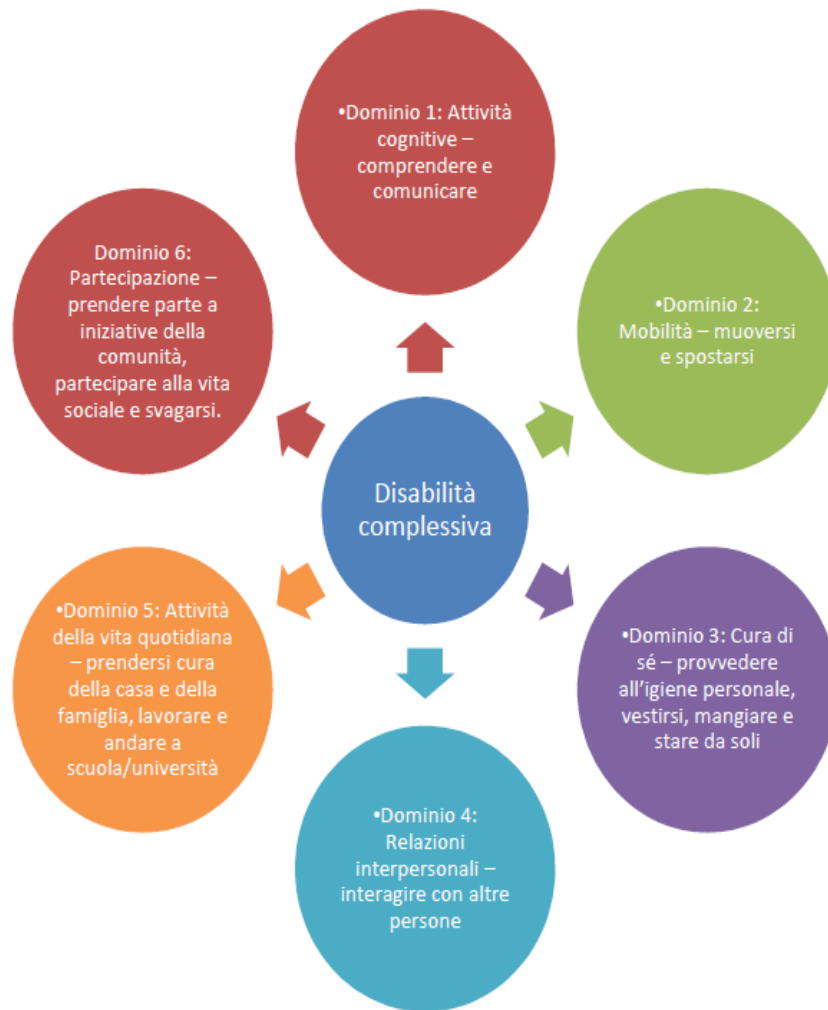 •Dominio 1: Attività
cognitive –
comprendere e
comunicare
•Dominio 2:
Mobilità – muoversi
e spostarsi
•Dominio 3: Cura di
sé – provvedere
all’igiene personale,
vestirsi, mangiare e
stare da soli
•Dominio 4:
Relazioni
interpersonali –
interagire con altre
persone
•Dominio 5: Attività
della vita quotidiana
– prendersi cura
della casa e della
famiglia, lavorare e
andare a
scuola/università
Dominio 6:
Partecipazione –
prendere parte a
iniziative della
comunità,
partecipare alla vita
sociale e svagarsi.
Disabilità
complessiva